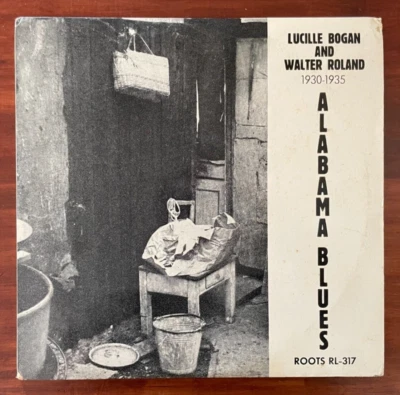 LUCILLE BOGAN
AND
WALTER ROLAND
1930-1935
ALABAMA BLUES
ROOTS RL-317